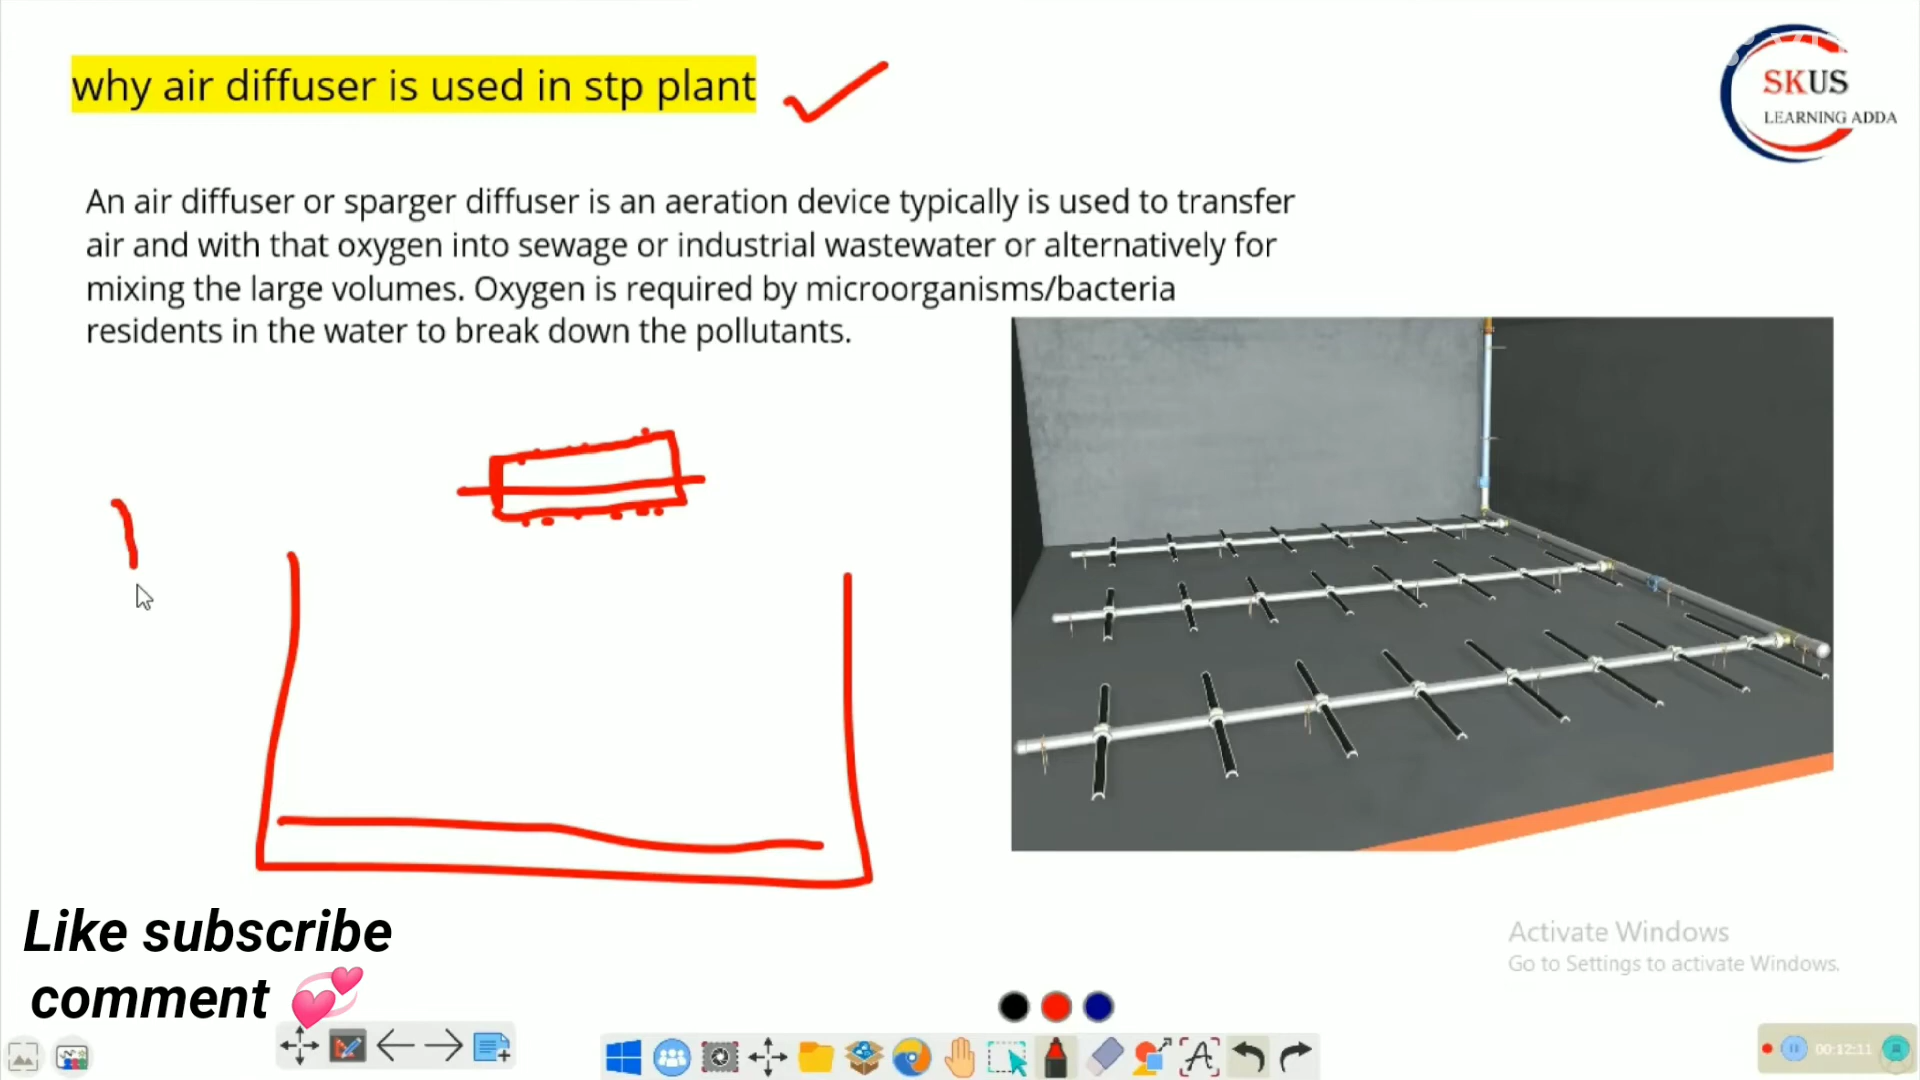 why air diffuser is used in stp plant
SKUS
LEARNING ADDA
An air diffuser or sparger diffuser is an aeration device typically is used to transfer
air and with that oxygen into sewage or industrial wastewater or alternatively for
mixing the large volumes. Oxygen is required by microorganisms/bacteria
residents in the water to break down the pollutants.
Like subscribe
comment 💞
Activate Windows
Go to Settings to activate Windows.
00:12:11